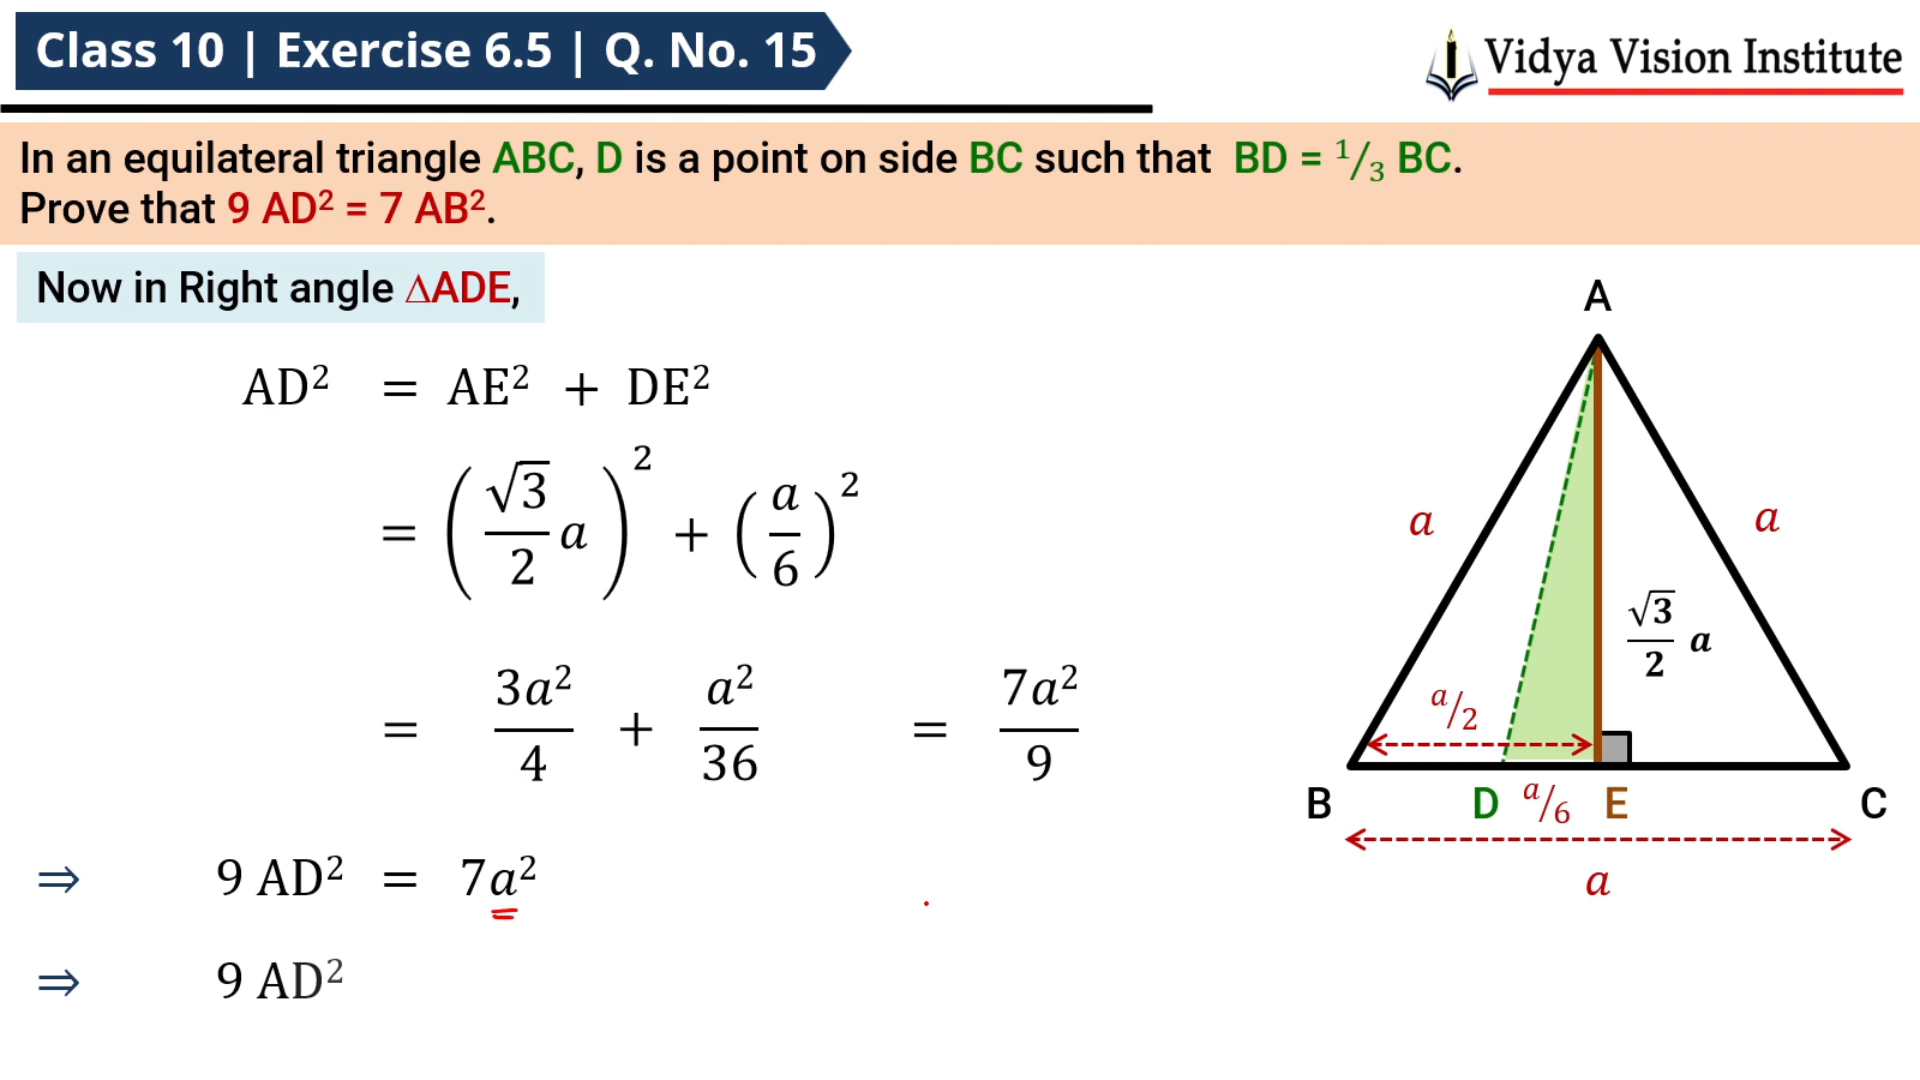 Class 10 | Exercise 6.5 | Q. No. 15
Vidya Vision Institute
In an equilateral triangle ABC, D is a point on side BC such that BD = ¹/₃ BC.
Prove that 9 AD² = 7 AB².
Now in Right angle ∆ADE,
AD² = AE² + DE²
= (√3/2 a)² + (a/6)²
= 3a²/4 + a²/36 = 7a²/9
⇒ 9 AD² = 7a²
⇒ 9 AD²
A
a
a
√3/2 a
a/2
B
D
a/6
E
C
a